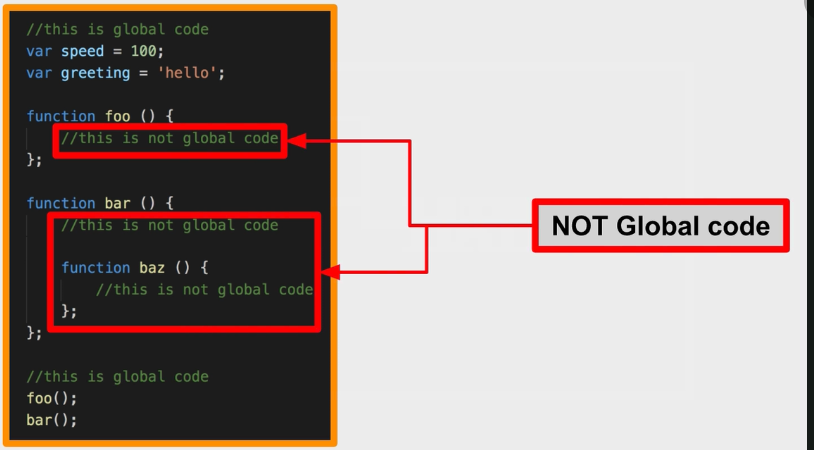 //this is global code
var speed = 100;
var greeting = 'hello';
function foo () {
//this is not global code
};
function bar () {
//this is not global code
function baz () {
//this is not global code
};
};
//this is global code
foo();
bar();
NOT Global code